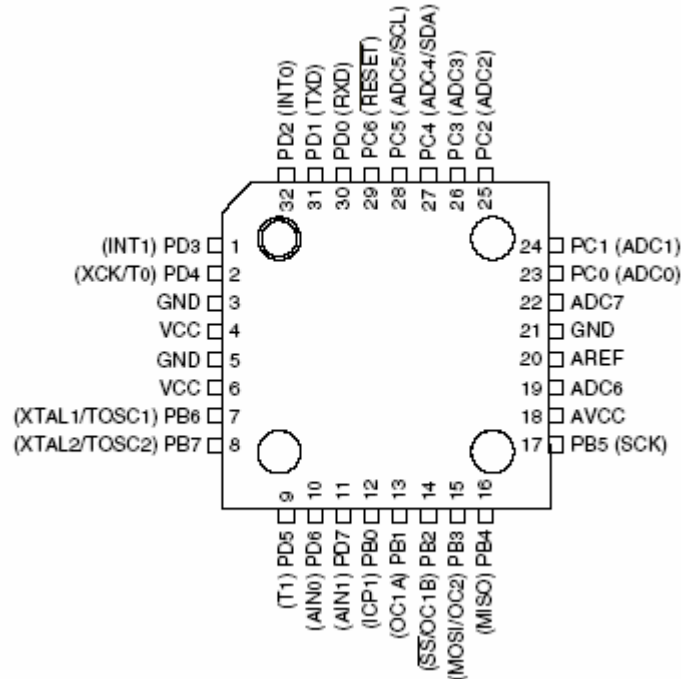 PD2 (INT0)
PD1 (TXD)
PD0 (RXD)
PC6 (RESET)
PC5 (ADC5/SCL)
PC4 (ADC4/SDA)
PC3 (ADC3)
PC2 (ADC2)
32
31
30
29
28
27
26
25
(INT1) PD3 1
(XCK/T0) PD4 2
GND 3
VCC 4
GND 5
VCC 6
(XTAL1/TOSC1) PB6 7
(XTAL2/TOSC2) PB7 8
24 PC1 (ADC1)
23 PC0 (ADC0)
22 ADC7
21 GND
20 AREF
19 ADC6
18 AVCC
17 PB5 (SCK)
9
10
11
12
13
14
15
16
(T1) PD5
(AIN0) PD6
(AIN1) PD7
(ICP1) PB0
(OC1A) PB1
(SS/OC1B) PB2
(MOSI/OC2) PB3
(MISO) PB4